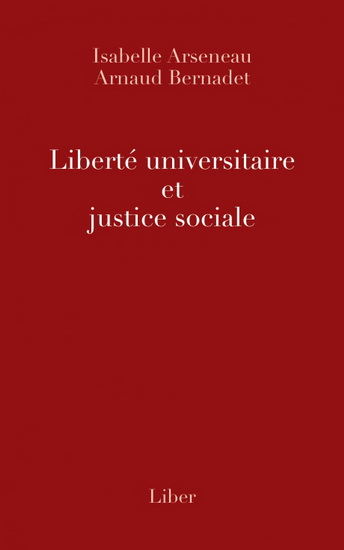 Isabelle Arseneau
Arnaud Bernadet
Liberté universitaire
et
justice sociale
Liber